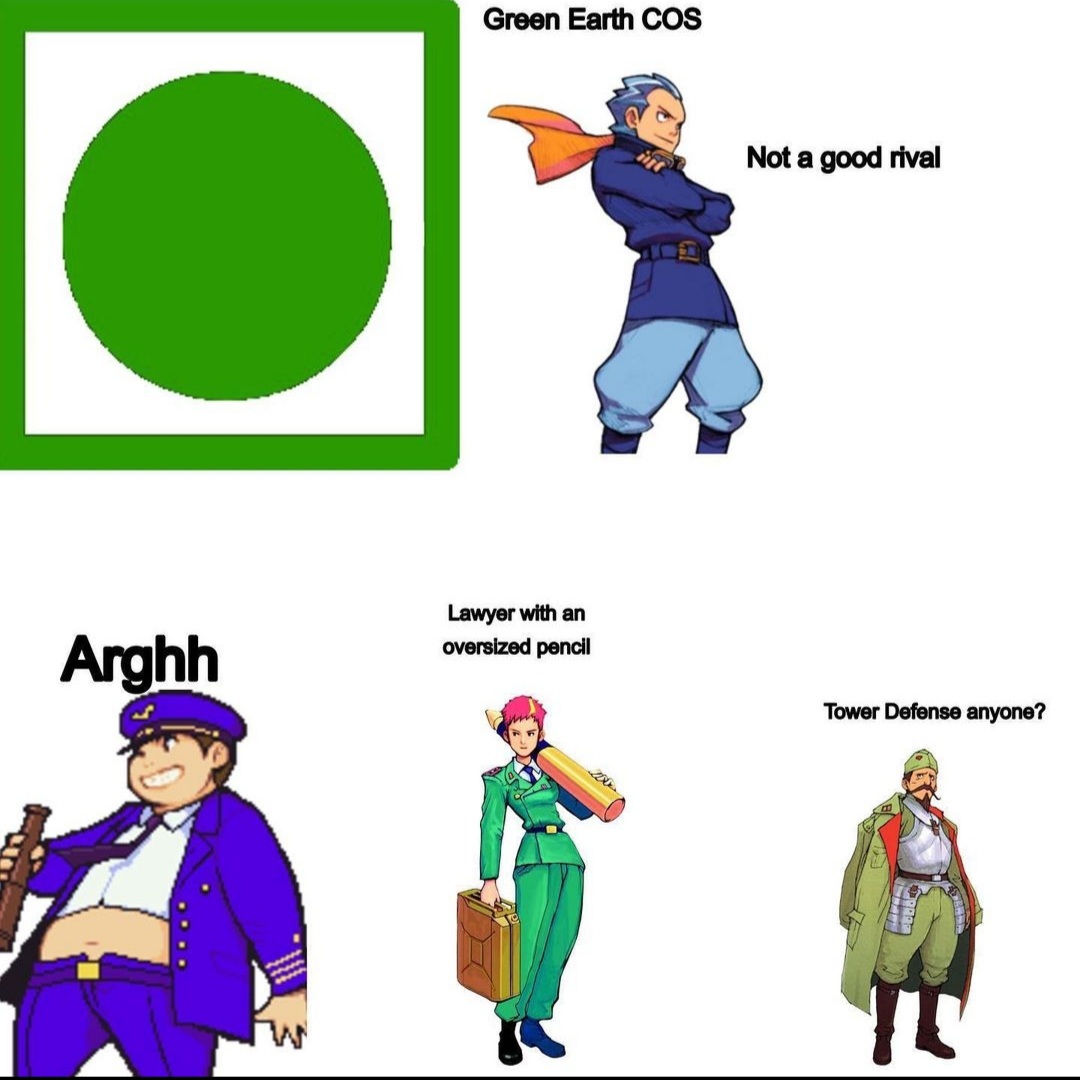 Green Earth COS
Not a good rival
Lawyer with an
oversized pencil
Arghh
Tower Defense anyone?